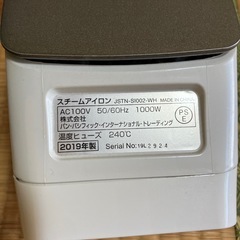 スチームアイロン JSTN-SI002-WH MADE IN CHINA
AC100V 50/60Hz 1000W
株式会社
パン・パシフィック・インターナショナル・トレーディング
温度ヒューズ 240℃
2019年製 Serial No.:
PSE